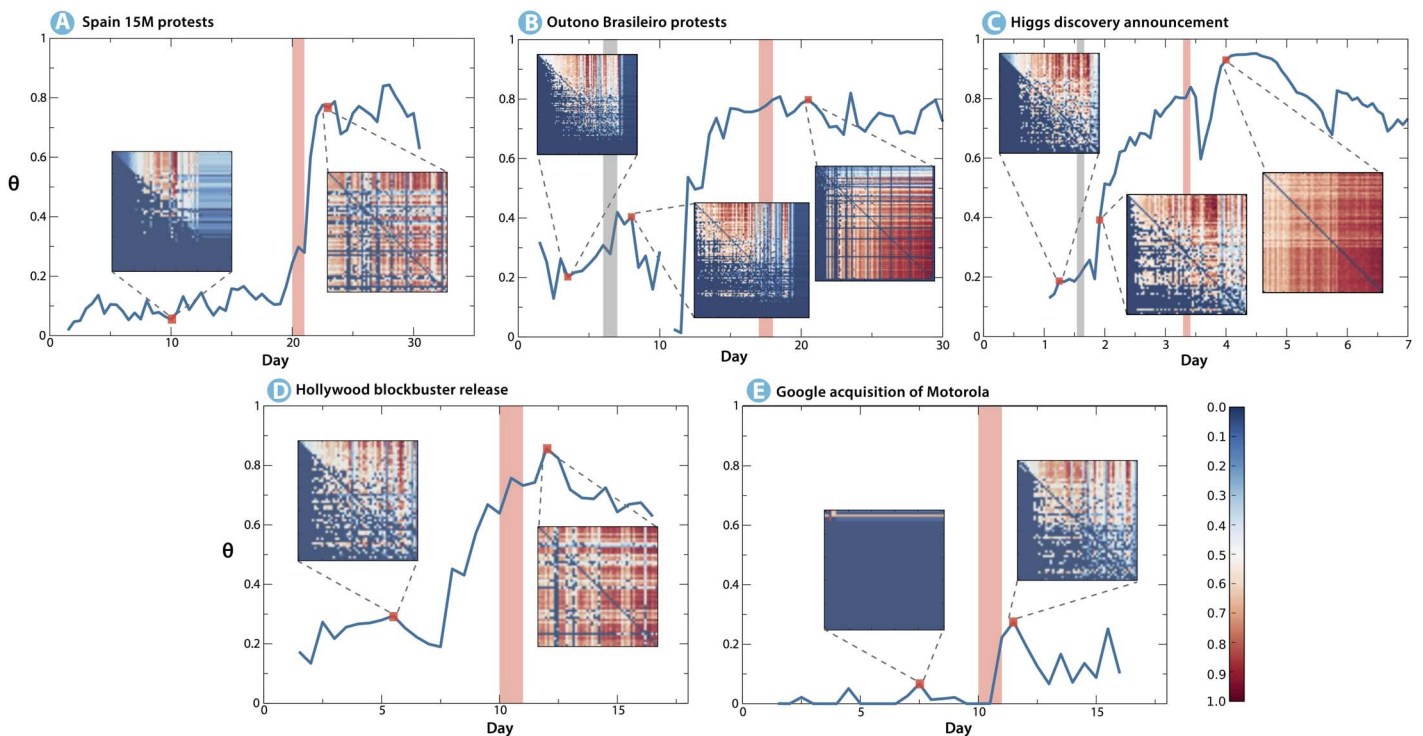 A Spain 15M protests
B Outono Brasileiro protests
C Higgs discovery announcement
θ
1
0.8
0.6
0.4
0.2
0
0 10 20 30
Day
1
0.8
0.6
0.4
0.2
0
0 10 20 30
Day
1
0.8
0.6
0.4
0.2
0
0 1 2 3 4 5 6 7
Day
D Hollywood blockbuster release
E Google acquisition of Motorola
θ
1
0.8
0.6
0.4
0.2
0
0 5 10 15
Day
1
0.8
0.6
0.4
0.2
0
0 5 10 15
Day
0.0
0.1
0.2
0.3
0.4
0.5
0.6
0.7
0.8
0.9
1.0